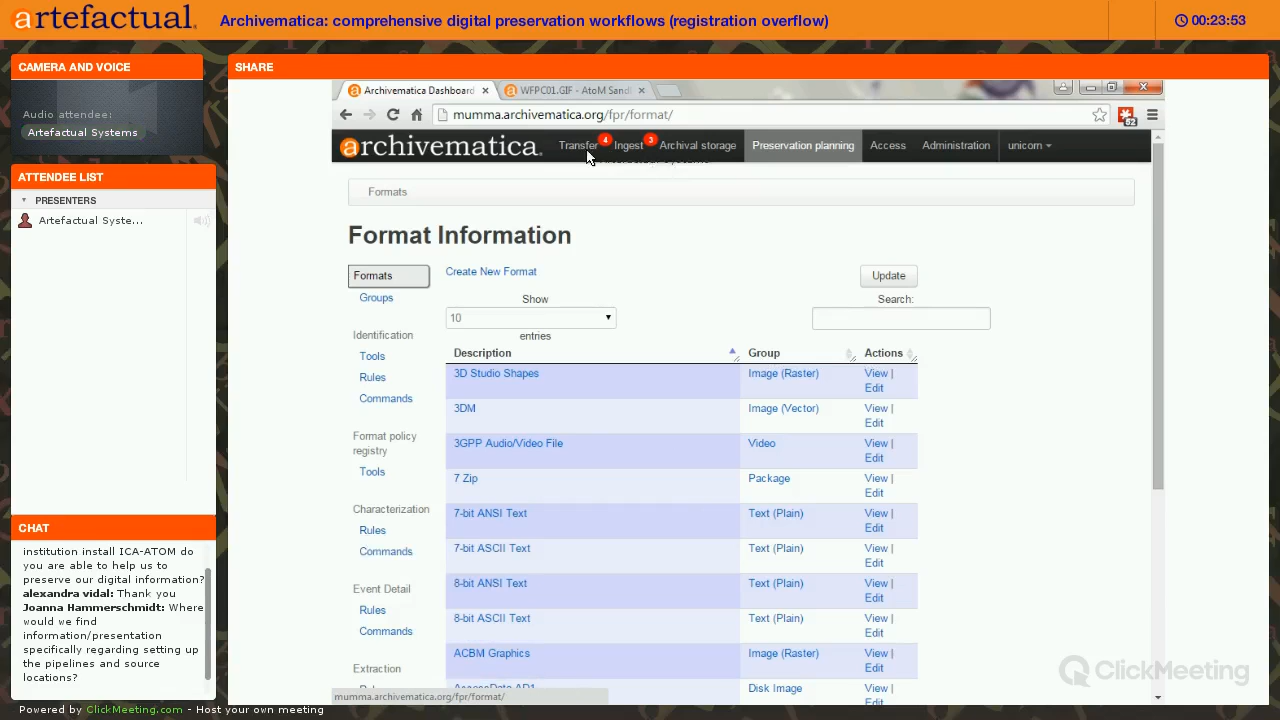 artefactual
Archivematica: comprehensive digital preservation workflows (registration overflow)
00:23:53
CAMERA AND VOICE
Audio attendee:
Artefactual Systems
ATTENDEE LIST
PRESENTERS
Artefactual Syste...
CHAT
institution install ICA-ATOM do
you are able to help us to
preserve our digital information?
alexandra vidal: Thank you
Joanna Hammerschmidt: Where
would we find
information/presentation
specifically regarding setting up
the pipelines and source
locations?
SHARE
Archivematica Dashboard
WFPC01.GIF - AtoM Sandb
mumma.archivematica.org/fpr/format/
62
archivematica
Transfer 4
Ingest 3
Archival storage
Preservation planning
Access
Administration
unicorn
Formats
Format Information
Formats
Groups
Identification
Tools
Rules
Commands
Format policy
registry
Tools
Characterization
Rules
Commands
Event Detail
Rules
Commands
Extraction
Create New Format
Update
Show
10
entries
Search:
Description Group Actions
3D Studio Shapes Image (Raster) View |
Edit
3DM Image (Vector) View |
Edit
3GPP Audio/Video File Video View |
Edit
7 Zip Package View |
Edit
7-bit ANSI Text Text (Plain) View |
Edit
7-bit ASCII Text Text (Plain) View |
Edit
8-bit ANSI Text Text (Plain) View |
Edit
8-bit ASCII Text Text (Plain) View |
Edit
ACBM Graphics Image (Raster) View |
Edit
Disk Image View |
mumma.archivematica.org/fpr/format/
ClickMeeting
Powered by ClickMeeting.com - Host your own meeting